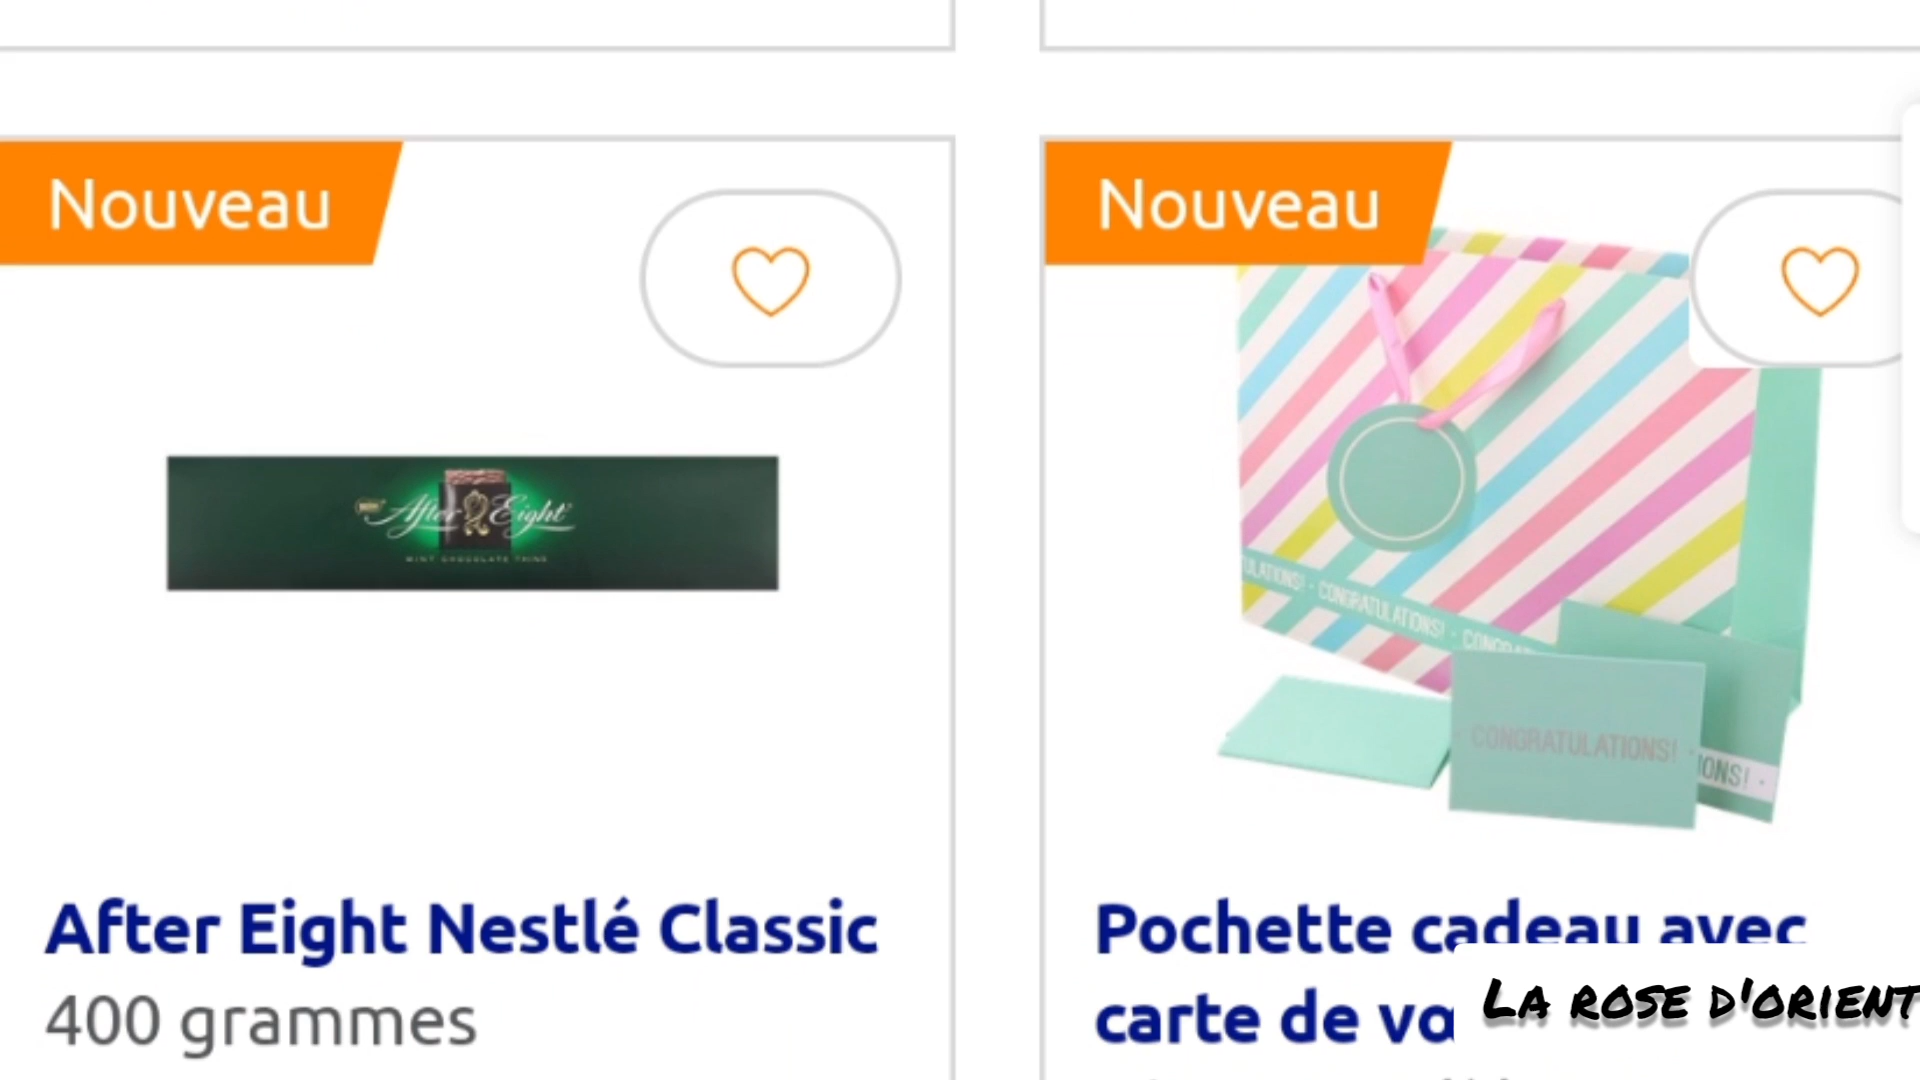 Nouveau
After Eight
MINT CHOCOLATE THINS
After Eight Nestlé Classic
400 grammes
Nouveau
CONGRATULATIONS!
CONGRATULATIONS!
Pochette cadeau avec
carte de
LA ROSE D'ORIENT